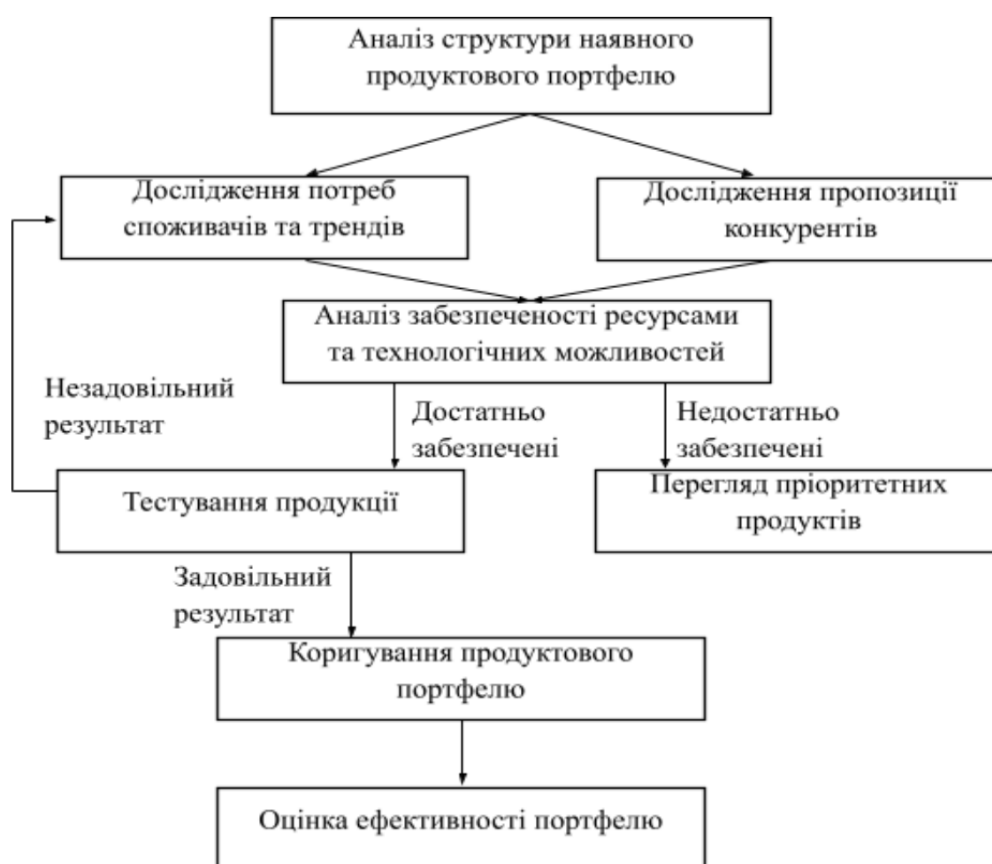 Аналіз структури наявного
продуктового портфелю
Дослідження потреб
споживачів та трендів
Дослідження пропозиції
конкурентів
Аналіз забезпеченості ресурсами
та технологічних можливостей
Незадовільний
результат
Достатньо
забезпечені
Недостатньо
забезпечені
Тестування продукції
Перегляд пріоритетних
продуктів
Задовільний
результат
Коригування продуктового
портфелю
Оцінка ефективності портфелю